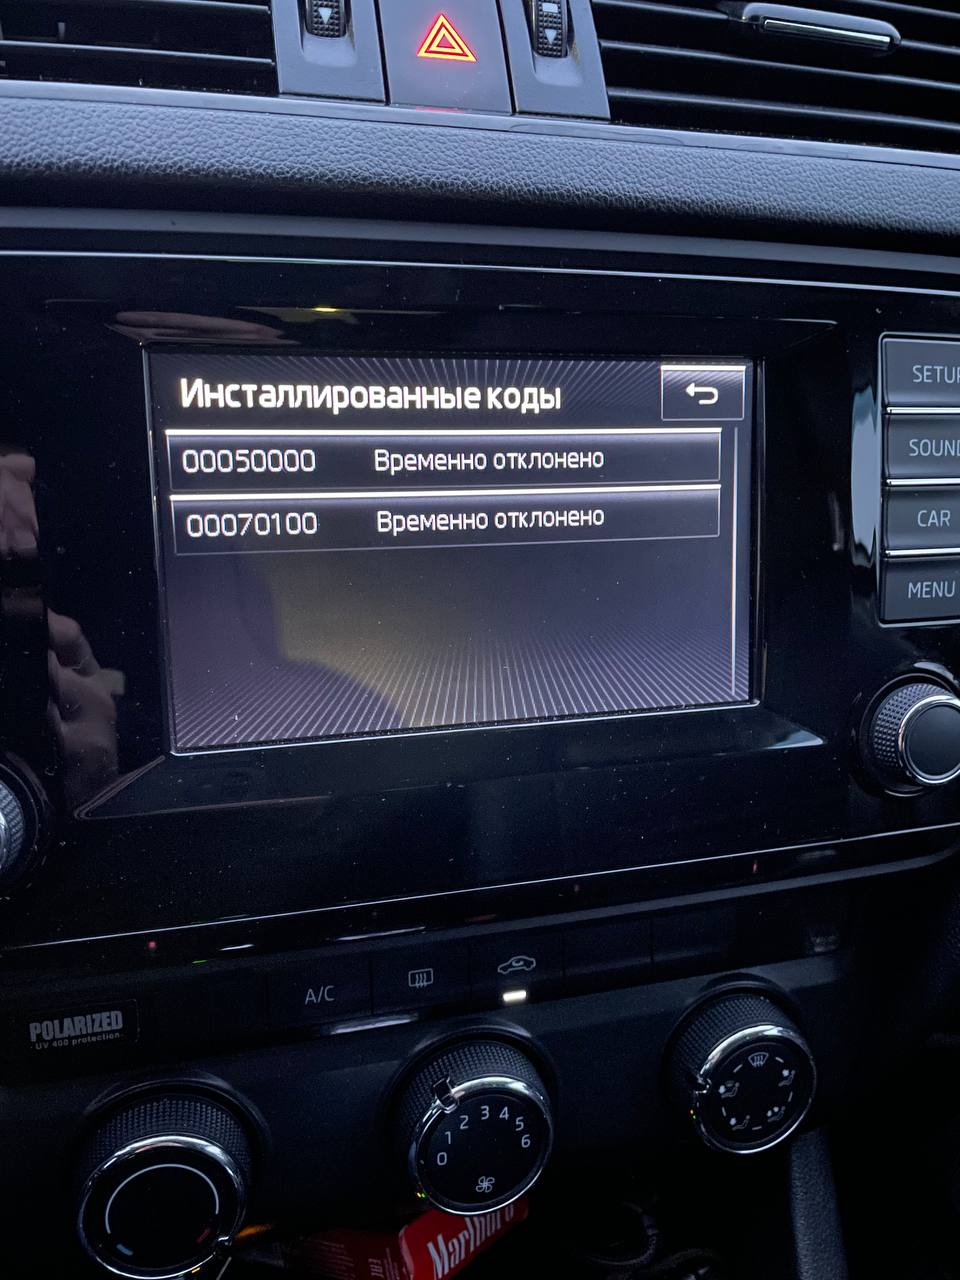 Инсталлированные коды
00050000 Временно отклонено
00070100 Временно отклонено
SETUP
SOUND
CAR
MENU
A/C
POLARIZED
UV 400 protection
0 1 2 3 4 5 6
Marlboro